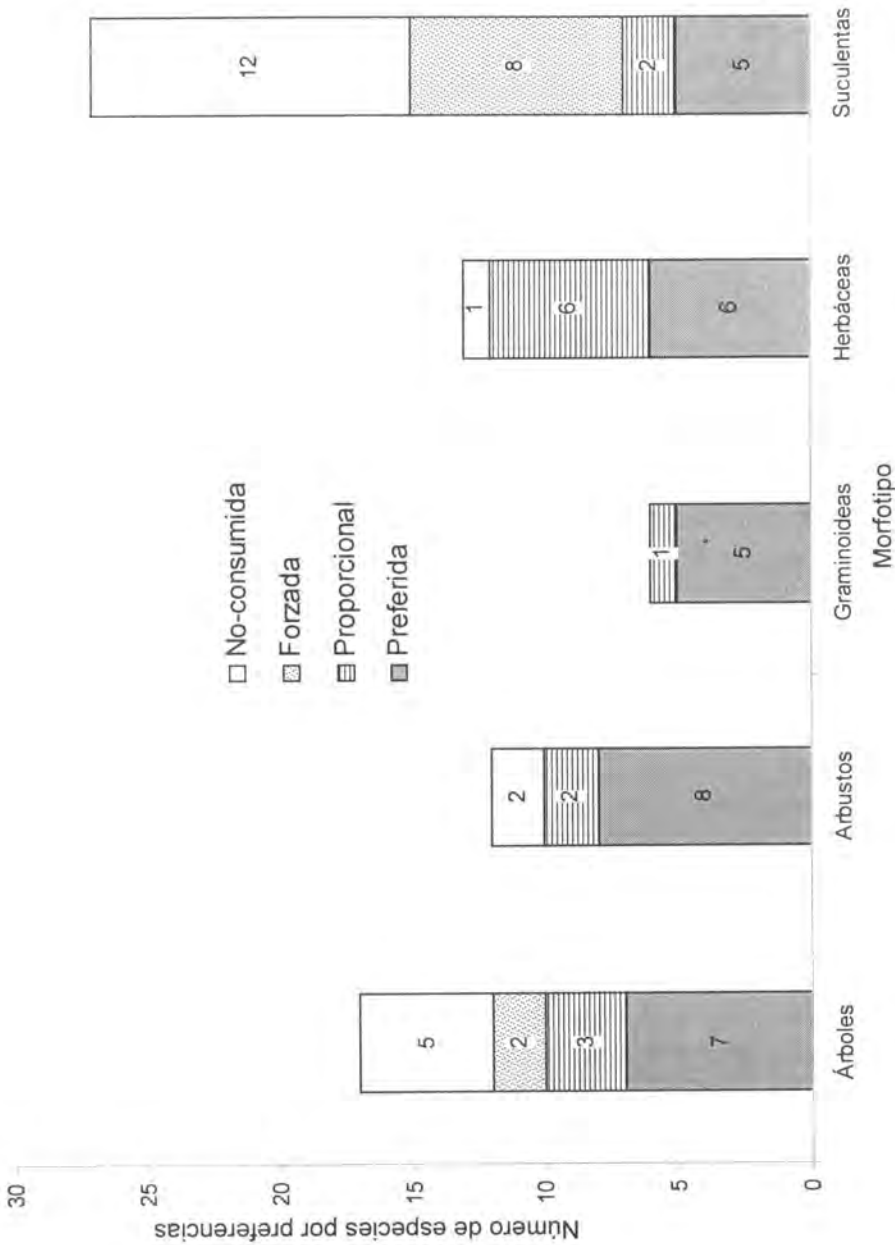 Número de especies por preferencias
30
25
20
15
10
5
0
No-consumida
Forzada
Proporcional
Preferida
5
2
3
7
2
2
8
1
5
1
6
6
12
8
2
5
Árboles
Arbustos
Graminoideas
Herbáceas
Suculentas
Morfotipo